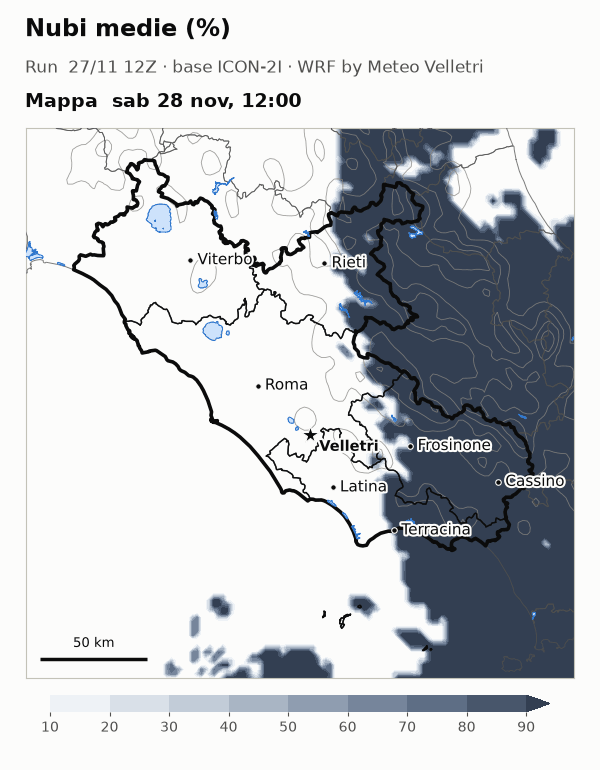 Nubi medie (%)
Run  27/11 12Z · base ICON-2I · WRF by Meteo Velletri
Mappa  sab 28 nov, 12:00
Viterbo
Rieti
Roma
Velletri
Frosinone
Latina
Cassino
Terracina
50 km
10 20 30 40 50 60 70 80 90